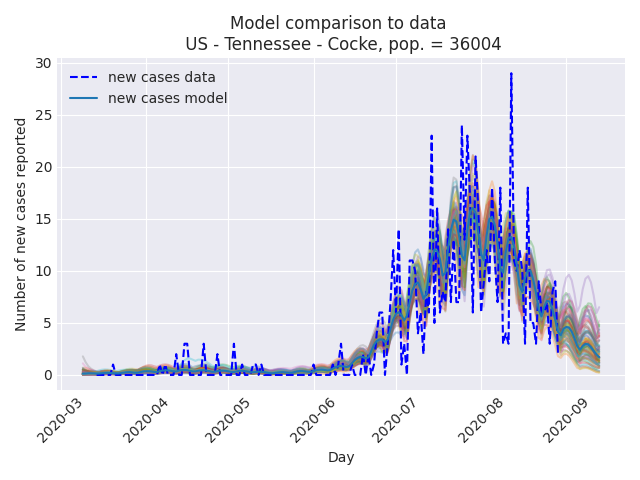 Model comparison to data
US - Tennessee - Cocke, pop. = 36004
new cases data
new cases model
Number of new cases reported
30
25
20
15
10
5
0
2020-03
2020-04
2020-05
2020-06
2020-07
2020-08
2020-09
Day